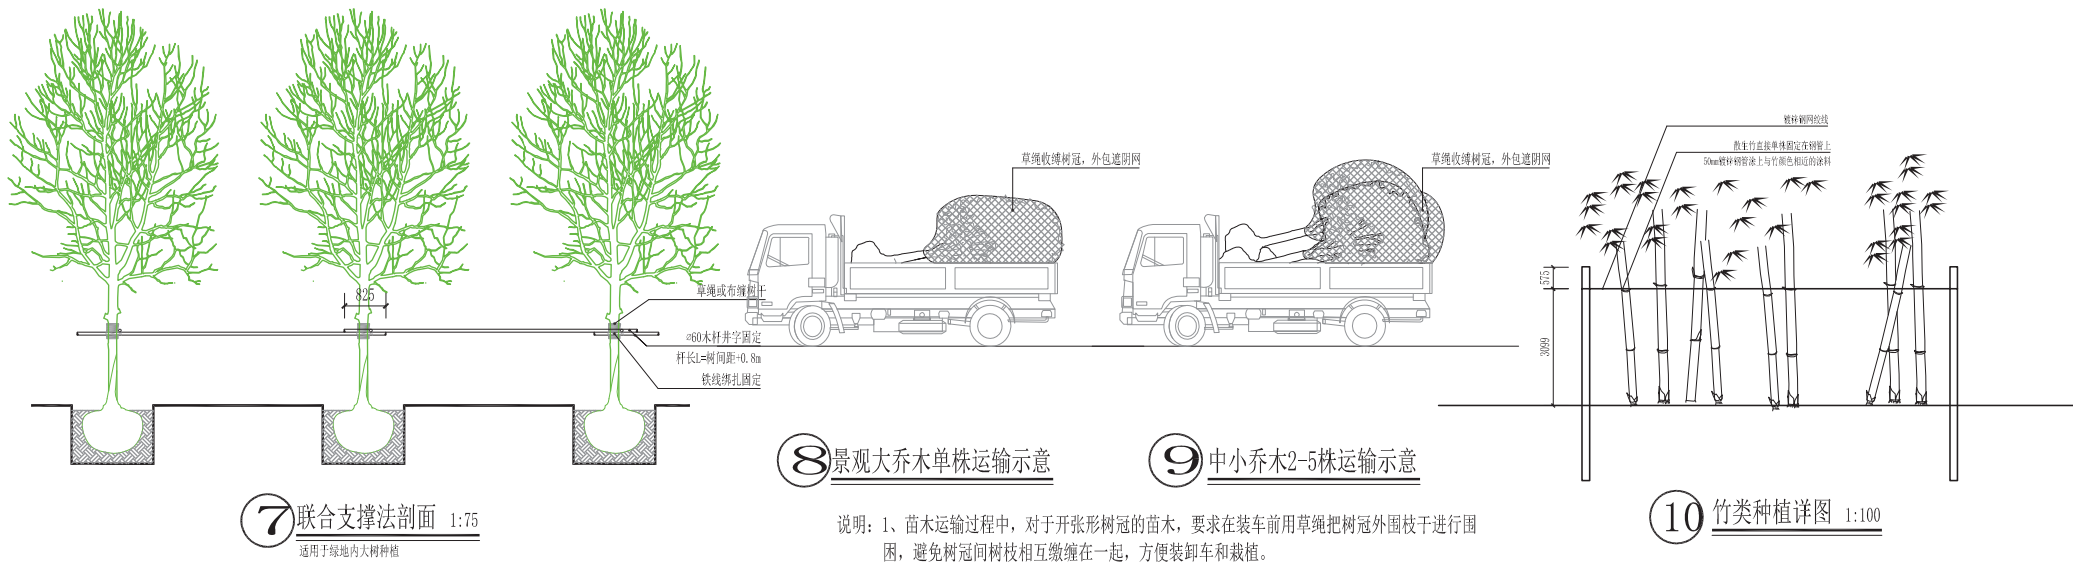 825
草绳或布缠树干
⌀60木杆井字固定
杆长L=树间距+0.8m
铁线绑扎固定
7
联合支撑法剖面 1:75
适用于绿地内大树种植
草绳收缚树冠，外包遮阴网
8
景观大乔木单株运输示意
草绳收缚树冠，外包遮阴网
9
中小乔木2-5株运输示意
说明：1、苗木运输过程中，对于开张形树冠的苗木，要求在装车前用草绳把树冠外围枝干进行围
困，避免树冠间树枝相互缴缠在一起，方便装卸车和栽植。
镀锌钢网绞线
散生竹直接单株固定在钢管上
50mm镀锌钢管涂上与竹颜色相近的涂料
575
3099
10
竹类种植详图 1:100